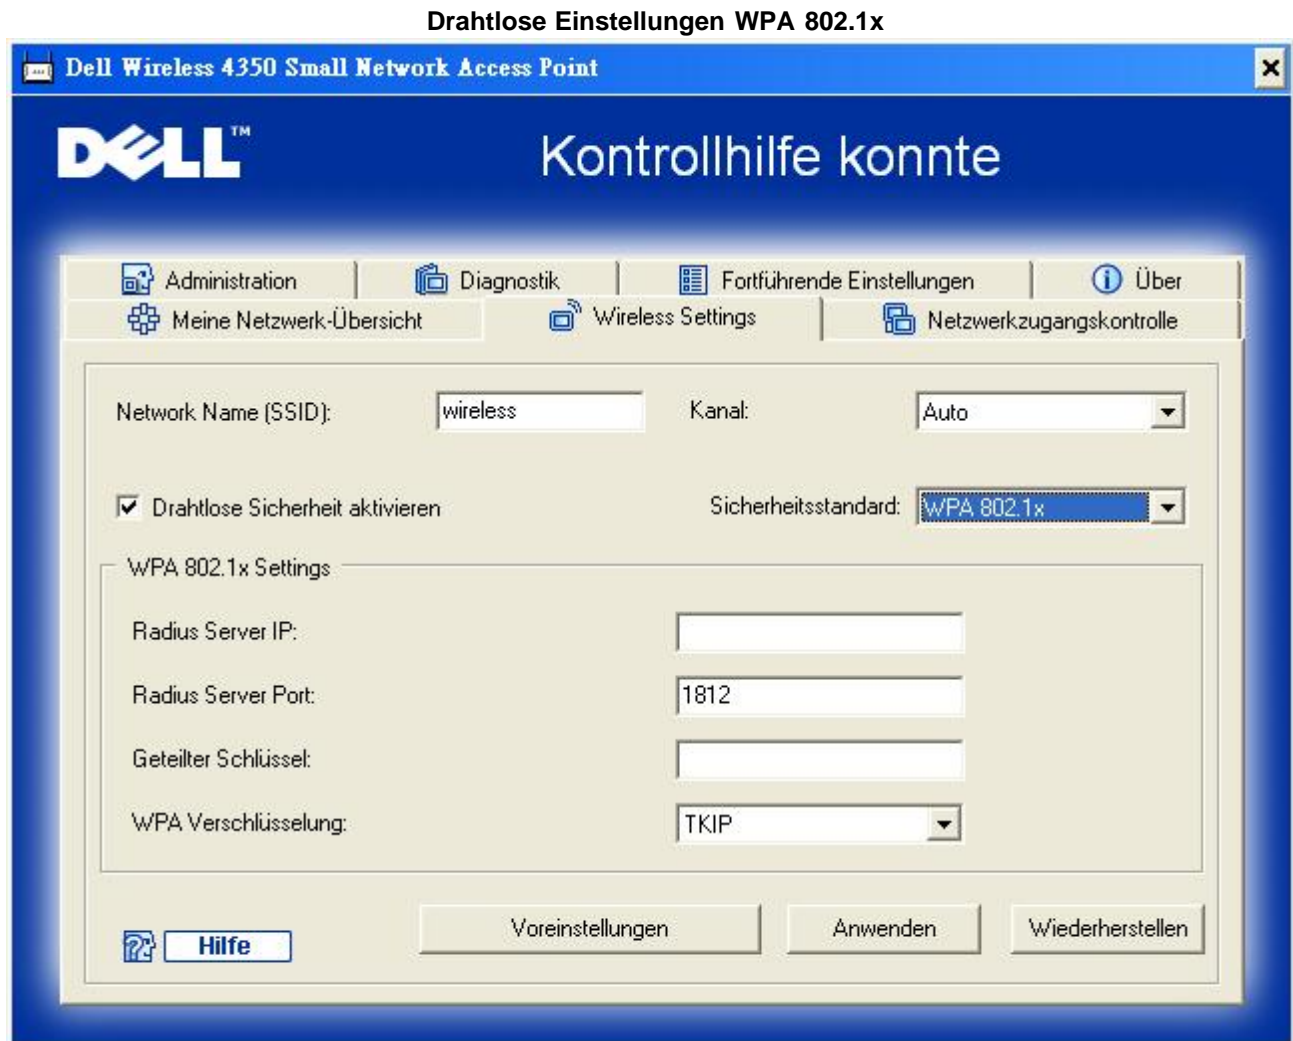 Drahtlose Einstellungen WPA 802.1x
Dell Wireless 4350 Small Network Access Point
DELL™
Kontrollhilfe konnte
Administration
Diagnostik
Fortführende Einstellungen
Über
Meine Netzwerk-Übersicht
Wireless Settings
Netzwerkzugangskontrolle
Network Name (SSID): wireless Kanal: Auto
Drahtlose Sicherheit aktivieren Sicherheitsstandard: WPA 802.1x
WPA 802.1x Settings
Radius Server IP:
Radius Server Port: 1812
Geteilter Schlüssel:
WPA Verschlüsselung: TKIP
Hilfe Voreinstellungen Anwenden Wiederherstellen